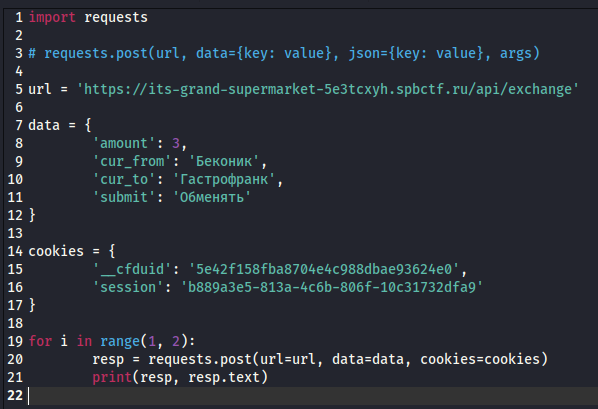 1 import requests
2
3 # requests.post(url, data={key: value}, json={key: value}, args)
4
5 url = 'https://its-grand-supermarket-5e3tcxyh.spbctf.ru/api/exchange'
6
7 data = {
8         'amount': 3,
9         'cur_from': 'Беконик',
10         'cur_to': 'Гастрофранк',
11         'submit': 'Обменять'
12 }
13
14 cookies = {
15         '__cfduid': '5e42f158fba8704e4c988dbae93624e0',
16         'session': 'b889a3e5-813a-4c6b-806f-10c31732dfa9'
17 }
18
19 for i in range(1, 2):
20         resp = requests.post(url=url, data=data, cookies=cookies)
21         print(resp, resp.text)
22